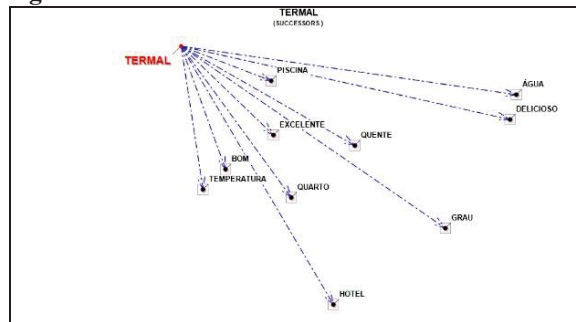 TERMAL
(SUCCESSORS)
TERMAL
PISCINA
ÁGUA
DELICIOSO
EXCELENTE
QUENTE
BOM
TEMPERATURA
QUARTO
GRAU
HOTEL